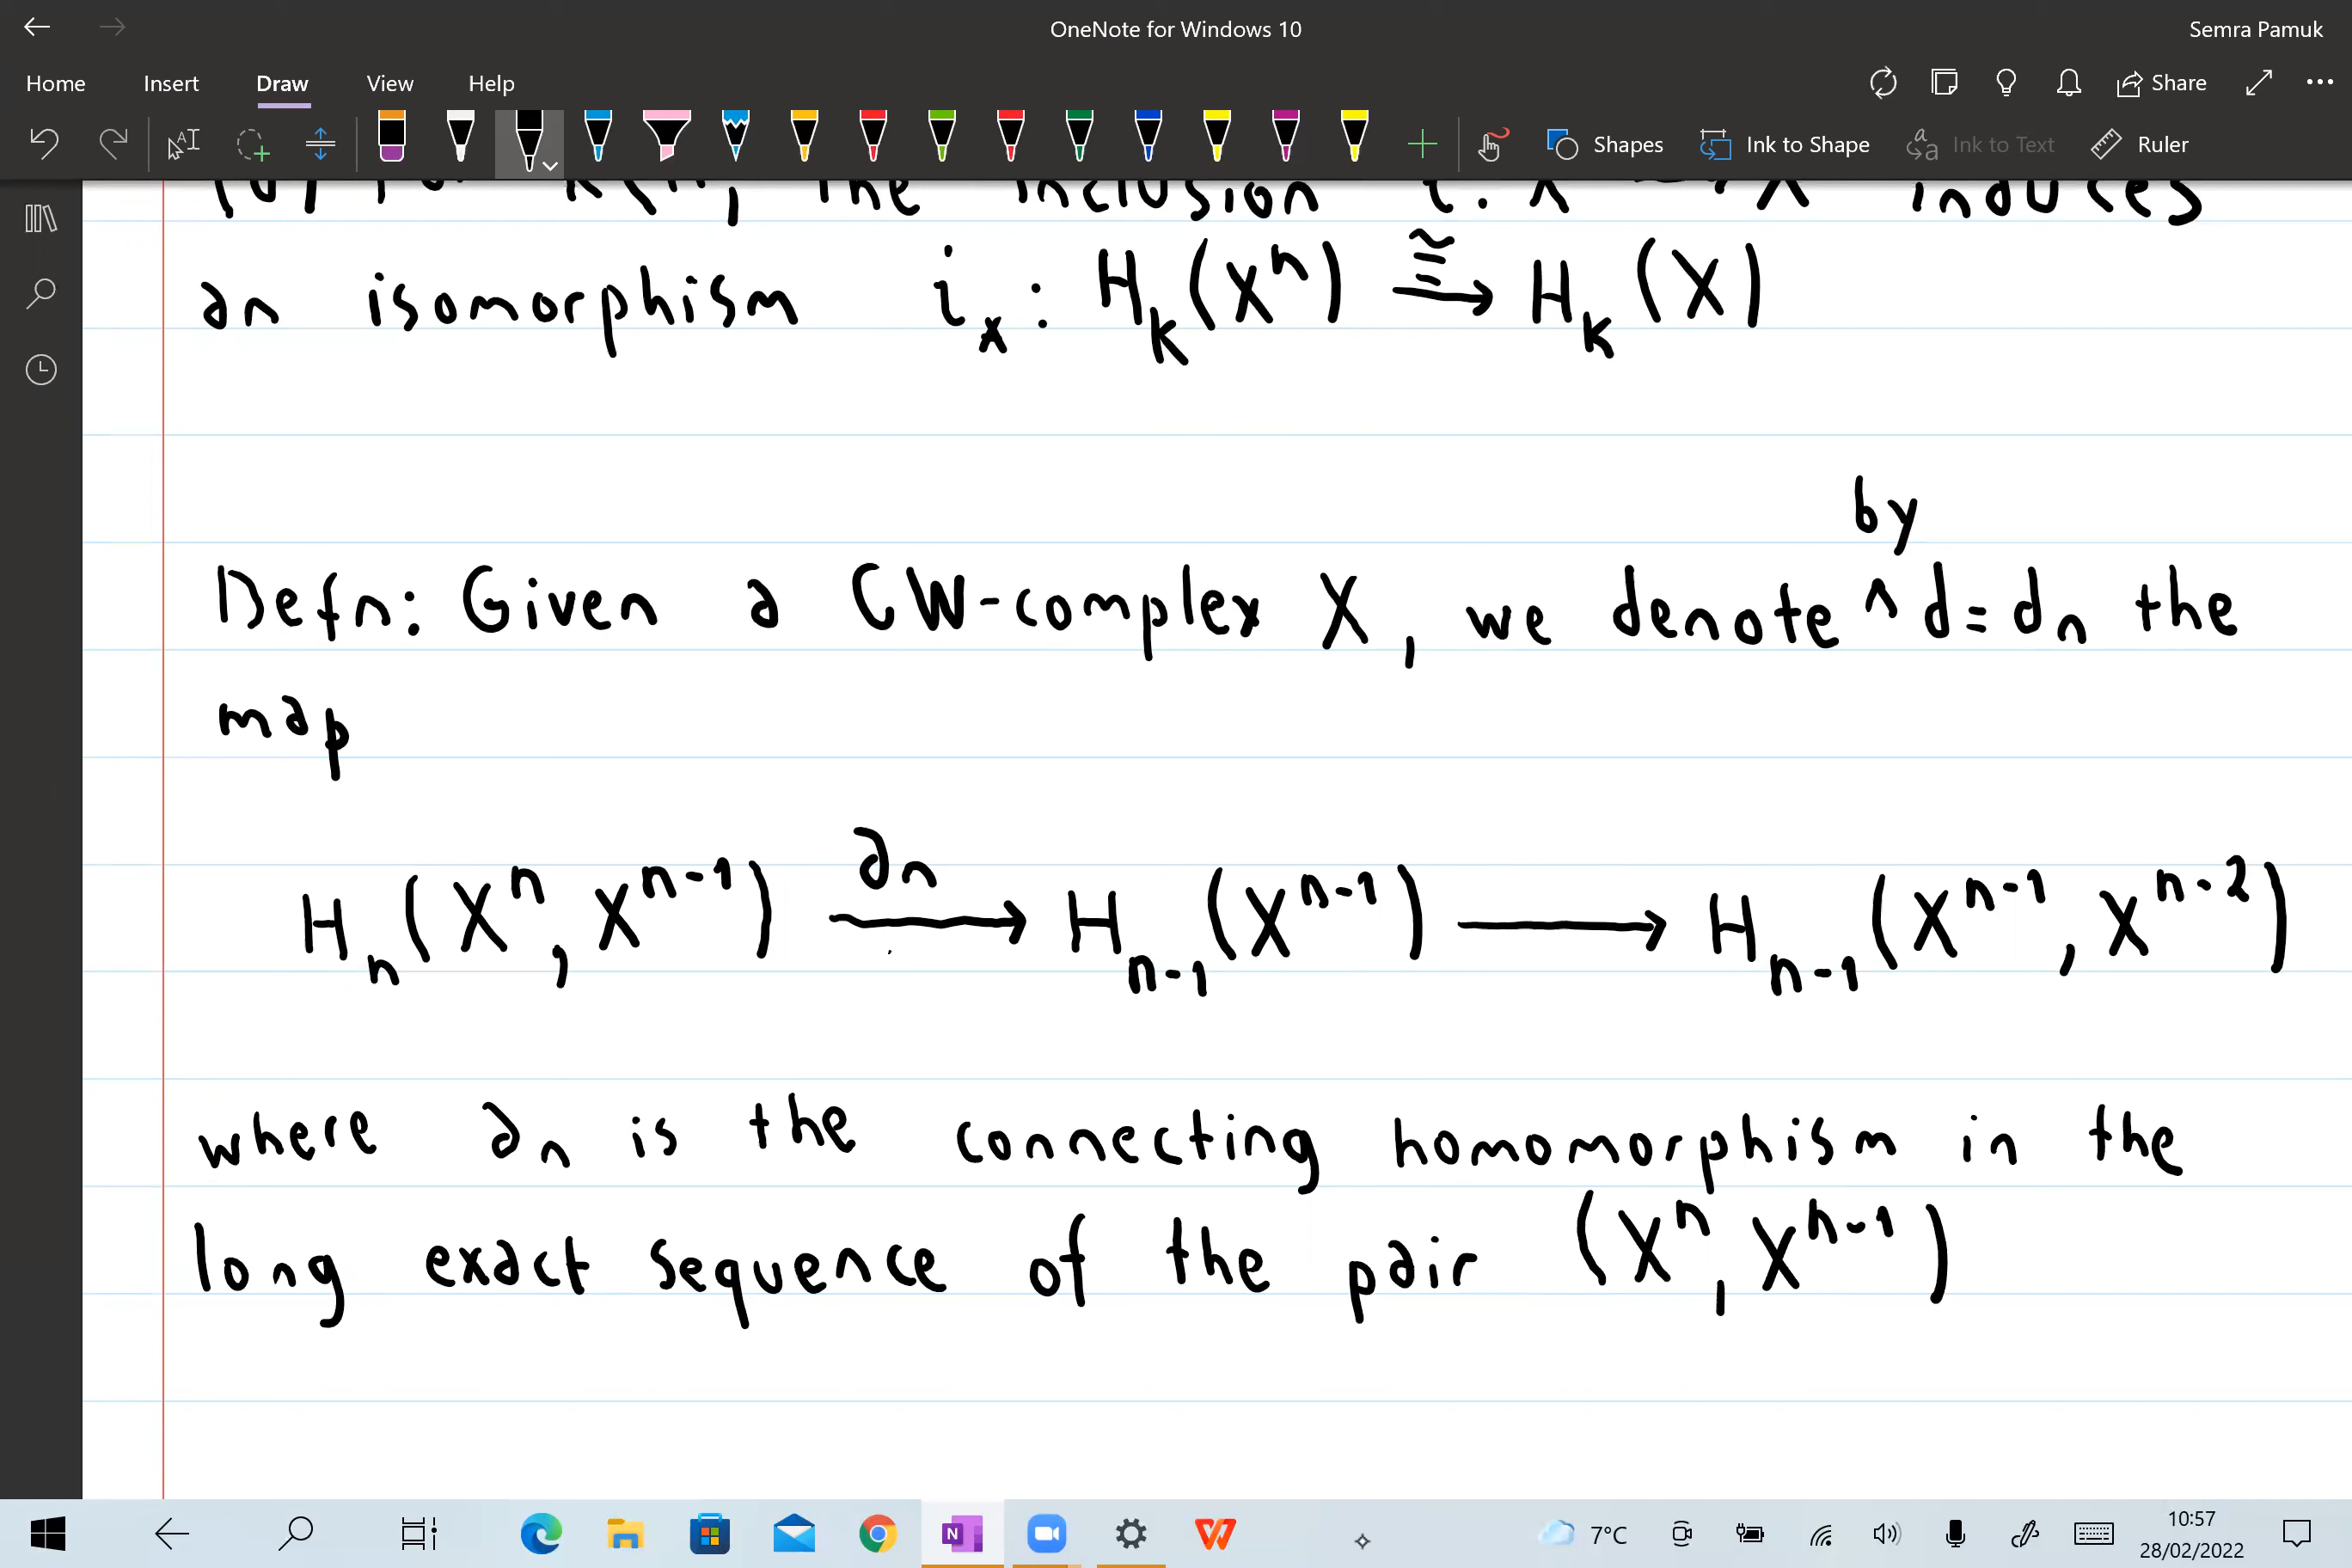 OneNote for Windows 10
Semra Pamuk
Home Insert Draw View Help
Share
Shapes Ink to Shape Ink to Text Ruler
the inclusion i: X → X induces
an isomorphism i_*: H_k(X^n) ≅→ H_k(X)
by
Defn: Given a CW-complex X, we denote ^ d = d_n the
map
H_n(X^n, X^{n-1}) ∂_n→ H_{n-1}(X^{n-1}) → H_{n-1}(X^{n-1}, X^{n-2})
where ∂_n is the connecting homomorphism in the
long exact sequence of the pair (X^n, X^{n-1})
7°C
10:57
28/02/2022